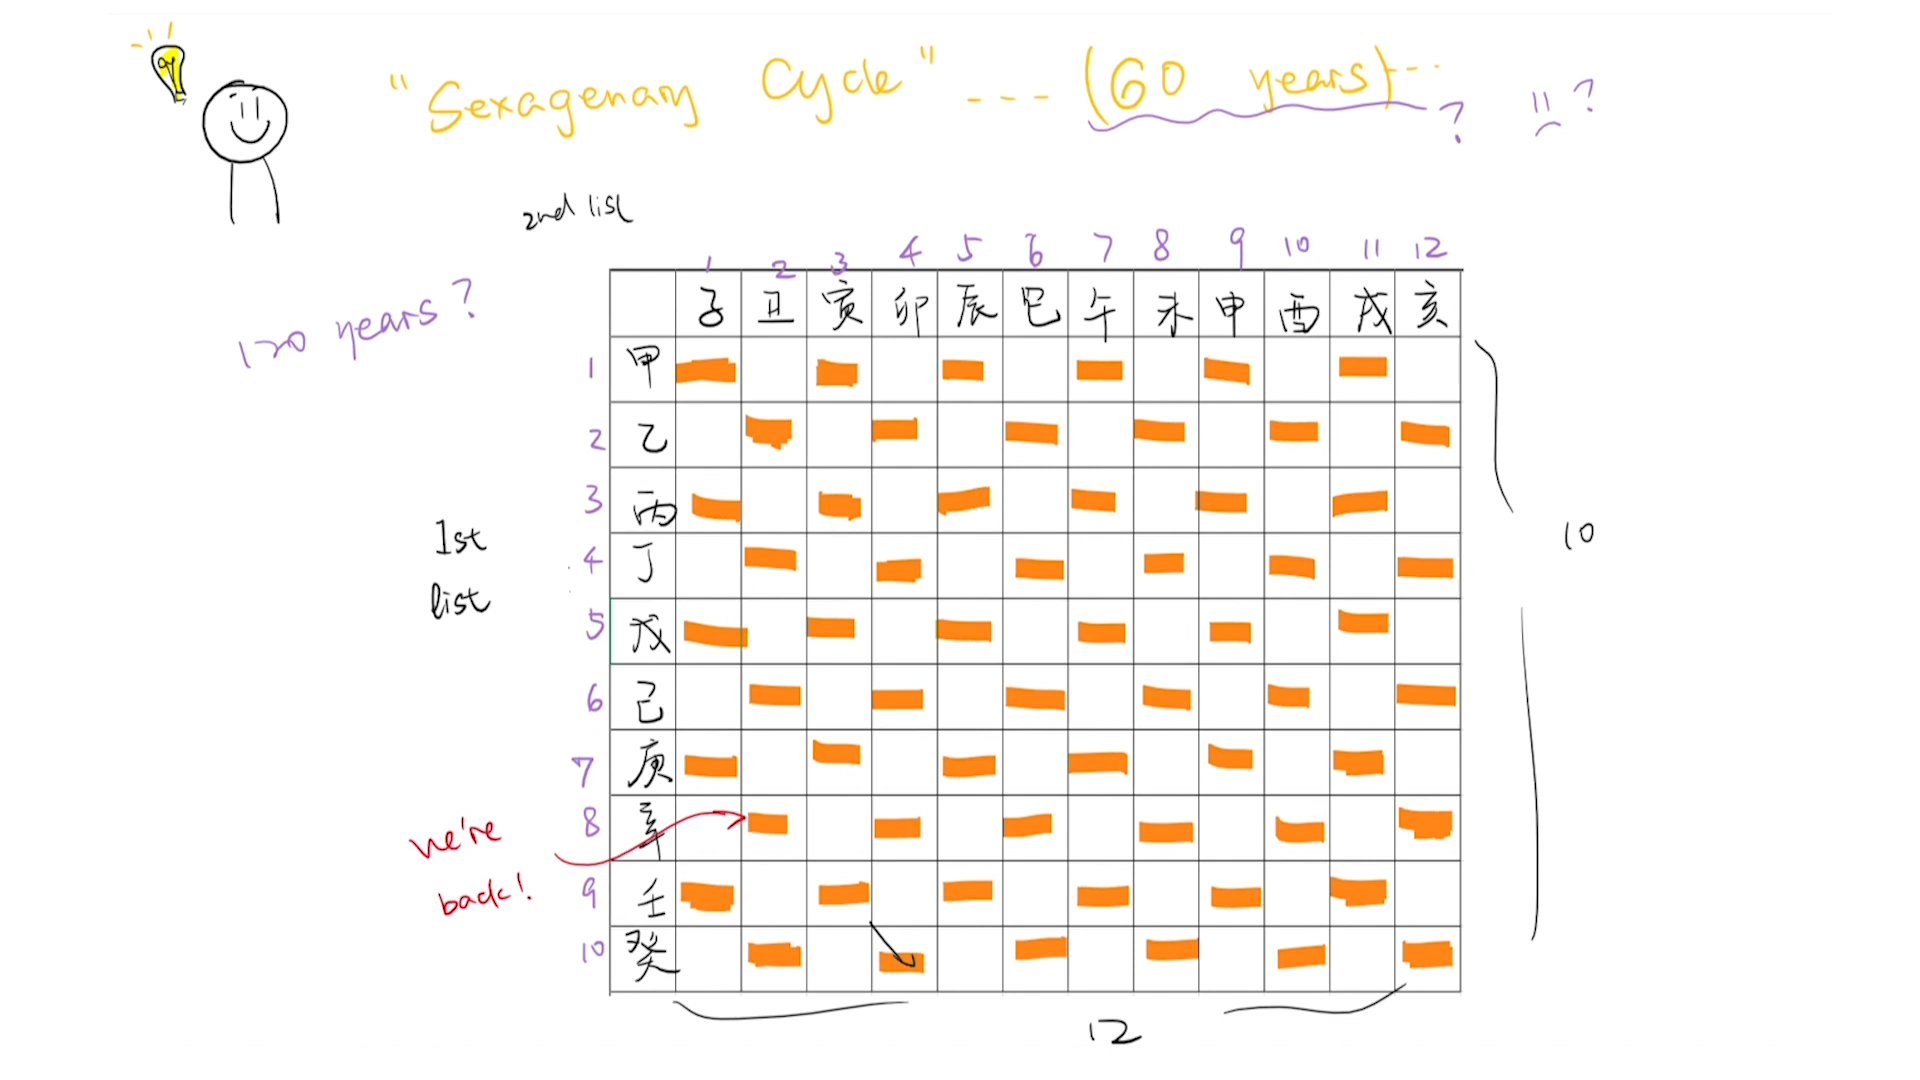 "Sexagenary Cycle" --- (60 years)---
? ?
2nd list
120 years?
1 2 3 4 5 6 7 8 9 10 11 12
子 丑 寅 卯 辰 巳 午 未 申 酉 戌 亥
1 甲
2 乙
3 丙
4 丁
5 戊
6 己
7 庚
8 辛
9 壬
10 癸
1st
list
10
we're
back!
12